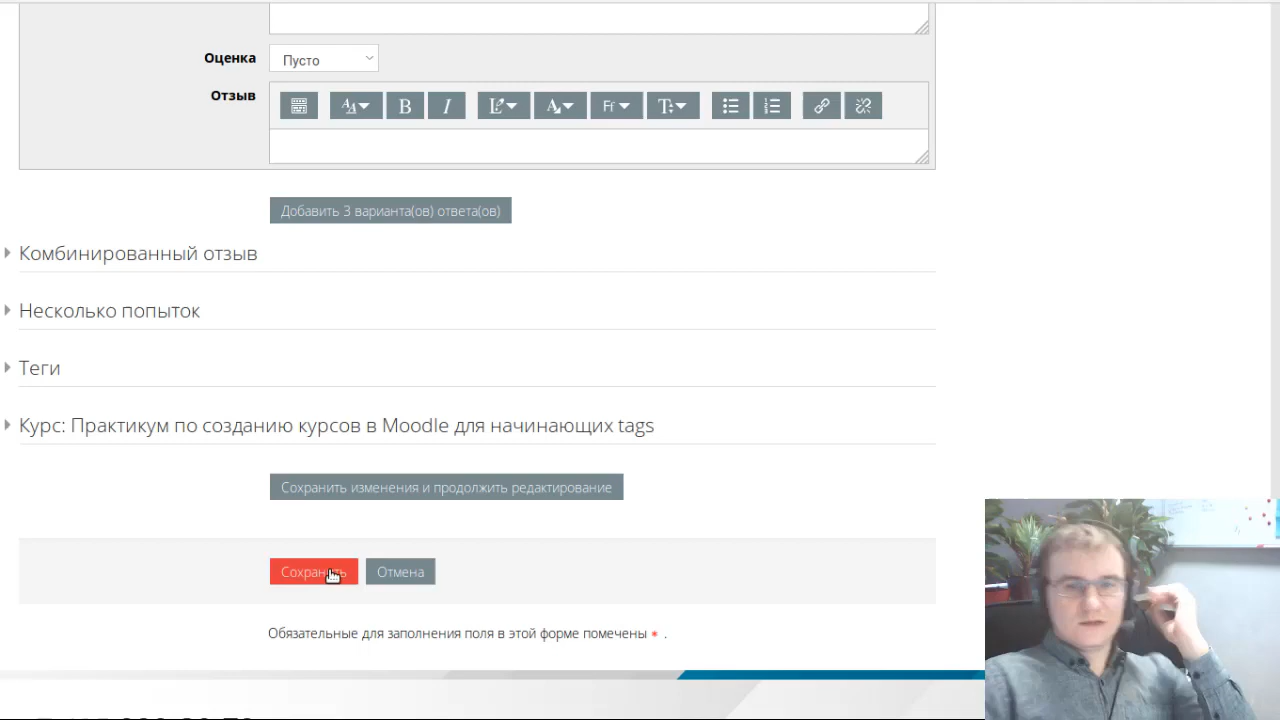 Оценка
Пусто
Отзыв
B I Ff
Добавить 3 варианта(ов) ответа(ов)
Комбинированный отзыв
Несколько попыток
Теги
Курс: Практикум по созданию курсов в Moodle для начинающих tags
Сохранить изменения и продолжить редактирование
Сохранить Отмена
Обязательные для заполнения поля в этой форме помечены * .